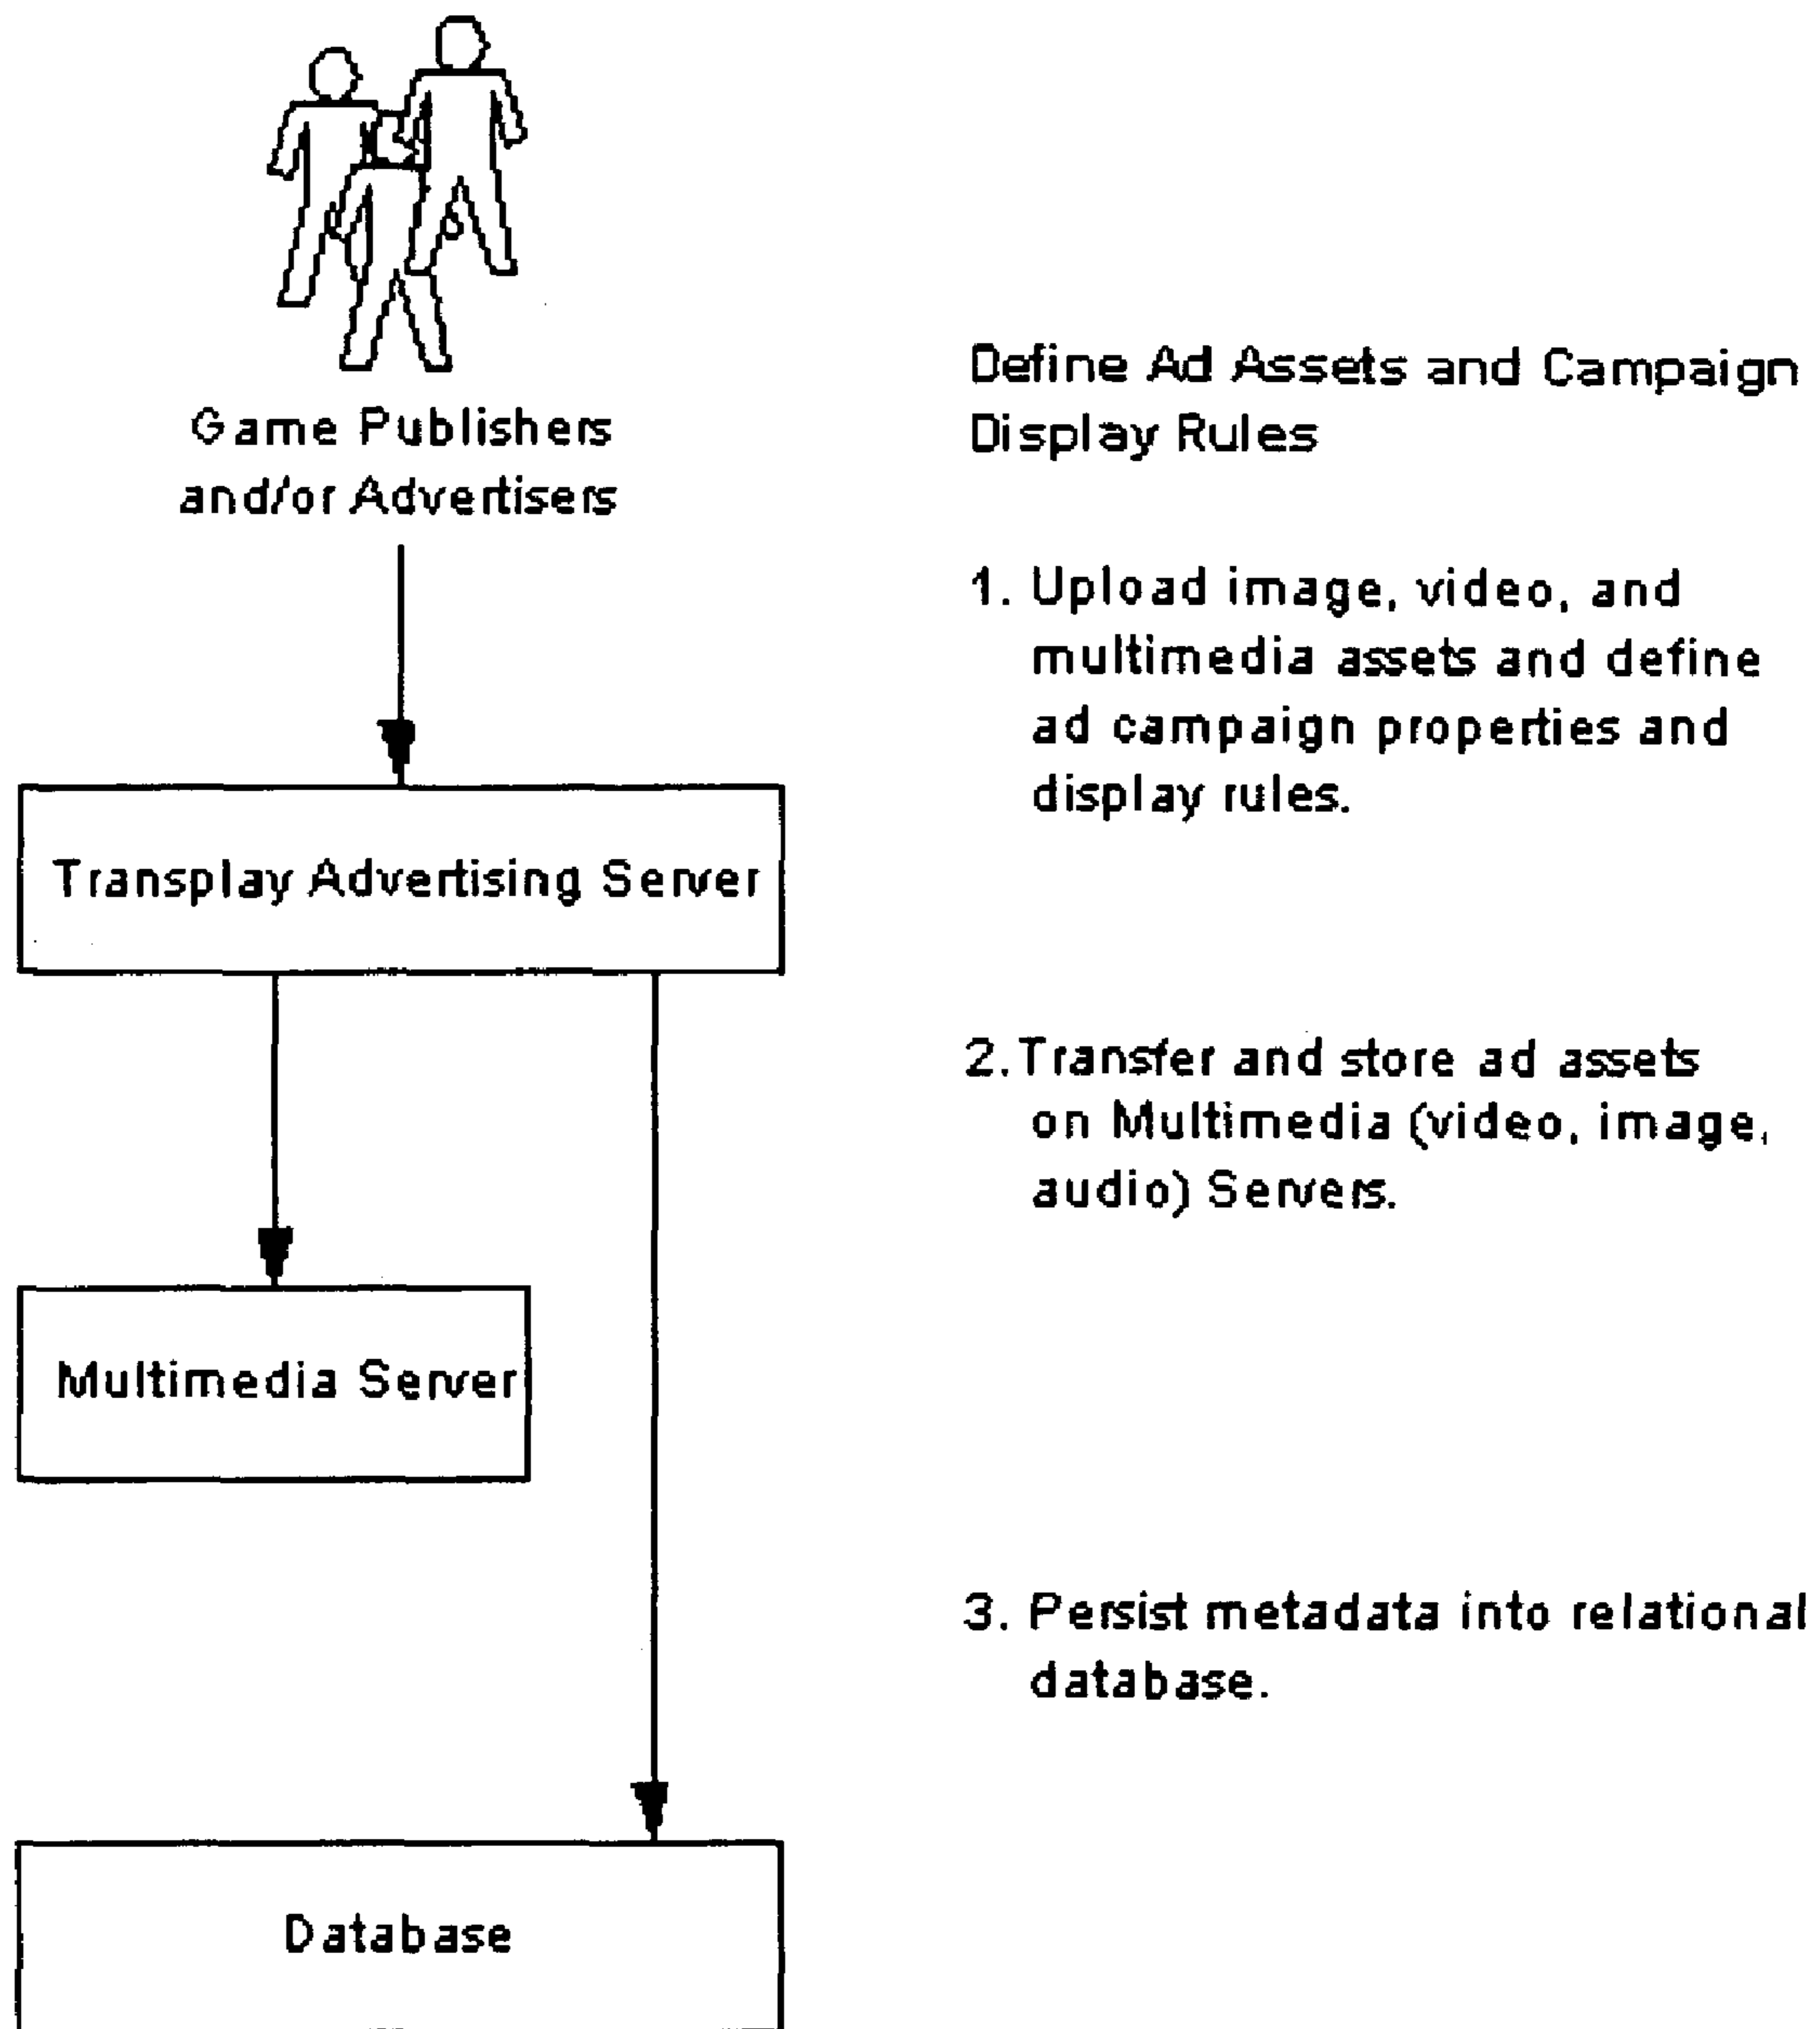 Game Publishers
and/or Advertisers
Define Ad Assets and Campaign
Display Rules
1. Upload image, video, and
multimedia assets and define
ad campaign properties and
display rules.
Transplay Advertising Server
2. Transfer and store ad assets
on Multimedia (video, image,
audio) Servers.
Multimedia Server
3. Persist metadata into relational
database.
Database